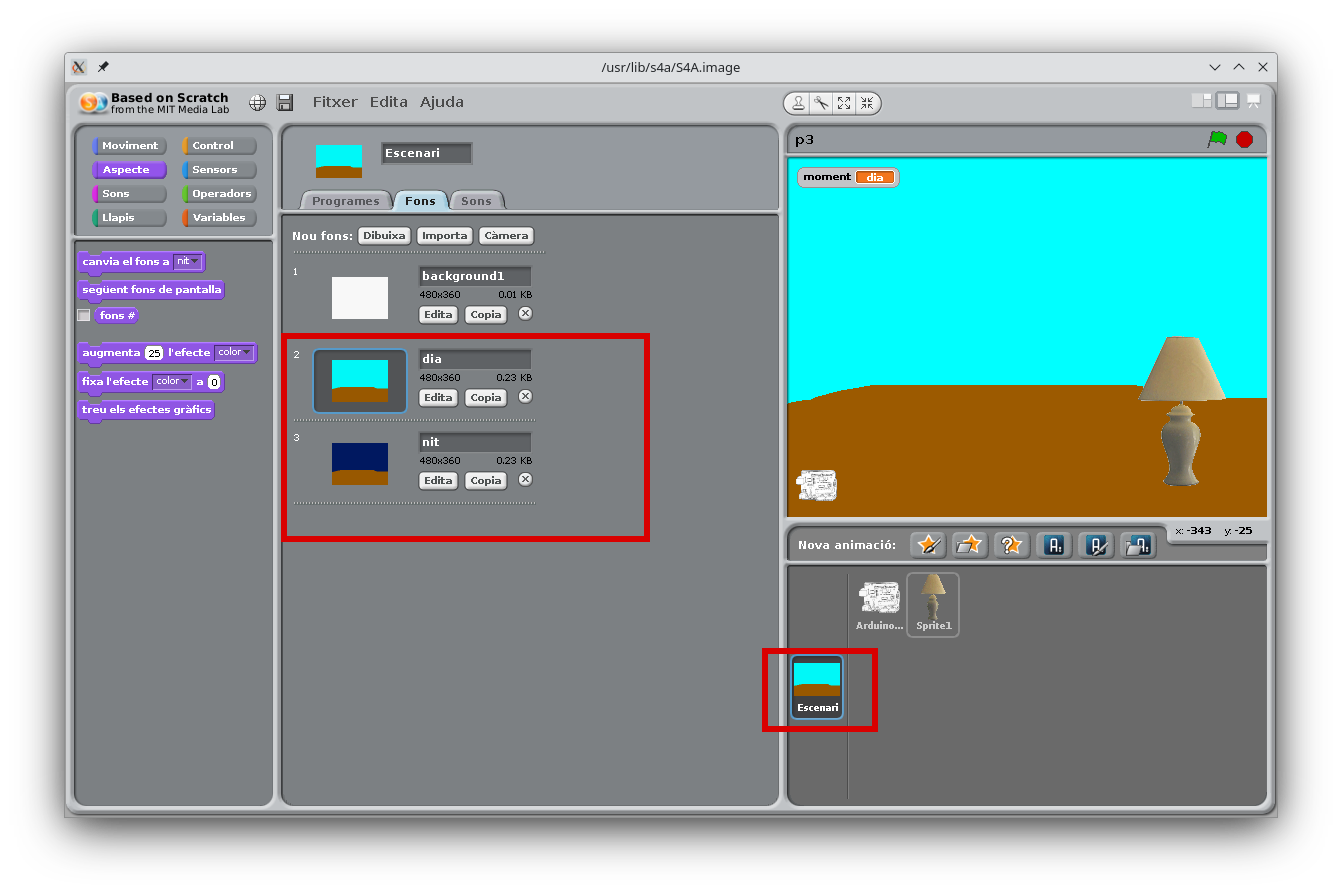 /usr/lib/s4a/S4A.image
Based on Scratch
from the MIT Media Lab
Fitxer Edita Ajuda
Moviment Control
Aspecte Sensors
Sons Operadors
Llapis Variables
canvia el fons a nit
següent fons de pantalla
fons #
augmenta 25 l'efecte color
fixa l'efecte color a 0
treu els efectes gràfics
Escenari
Programes Fons Sons
Nou fons: Dibuixa Importa Càmera
1
background1
480x360 0.01 KB
Edita Copia
2
dia
480x360 0.23 KB
Edita Copia
3
nit
480x360 0.23 KB
Edita Copia
p3
moment dia
x: -343 y: -25
Nova animació:
Arduino... Sprite1
Escenari